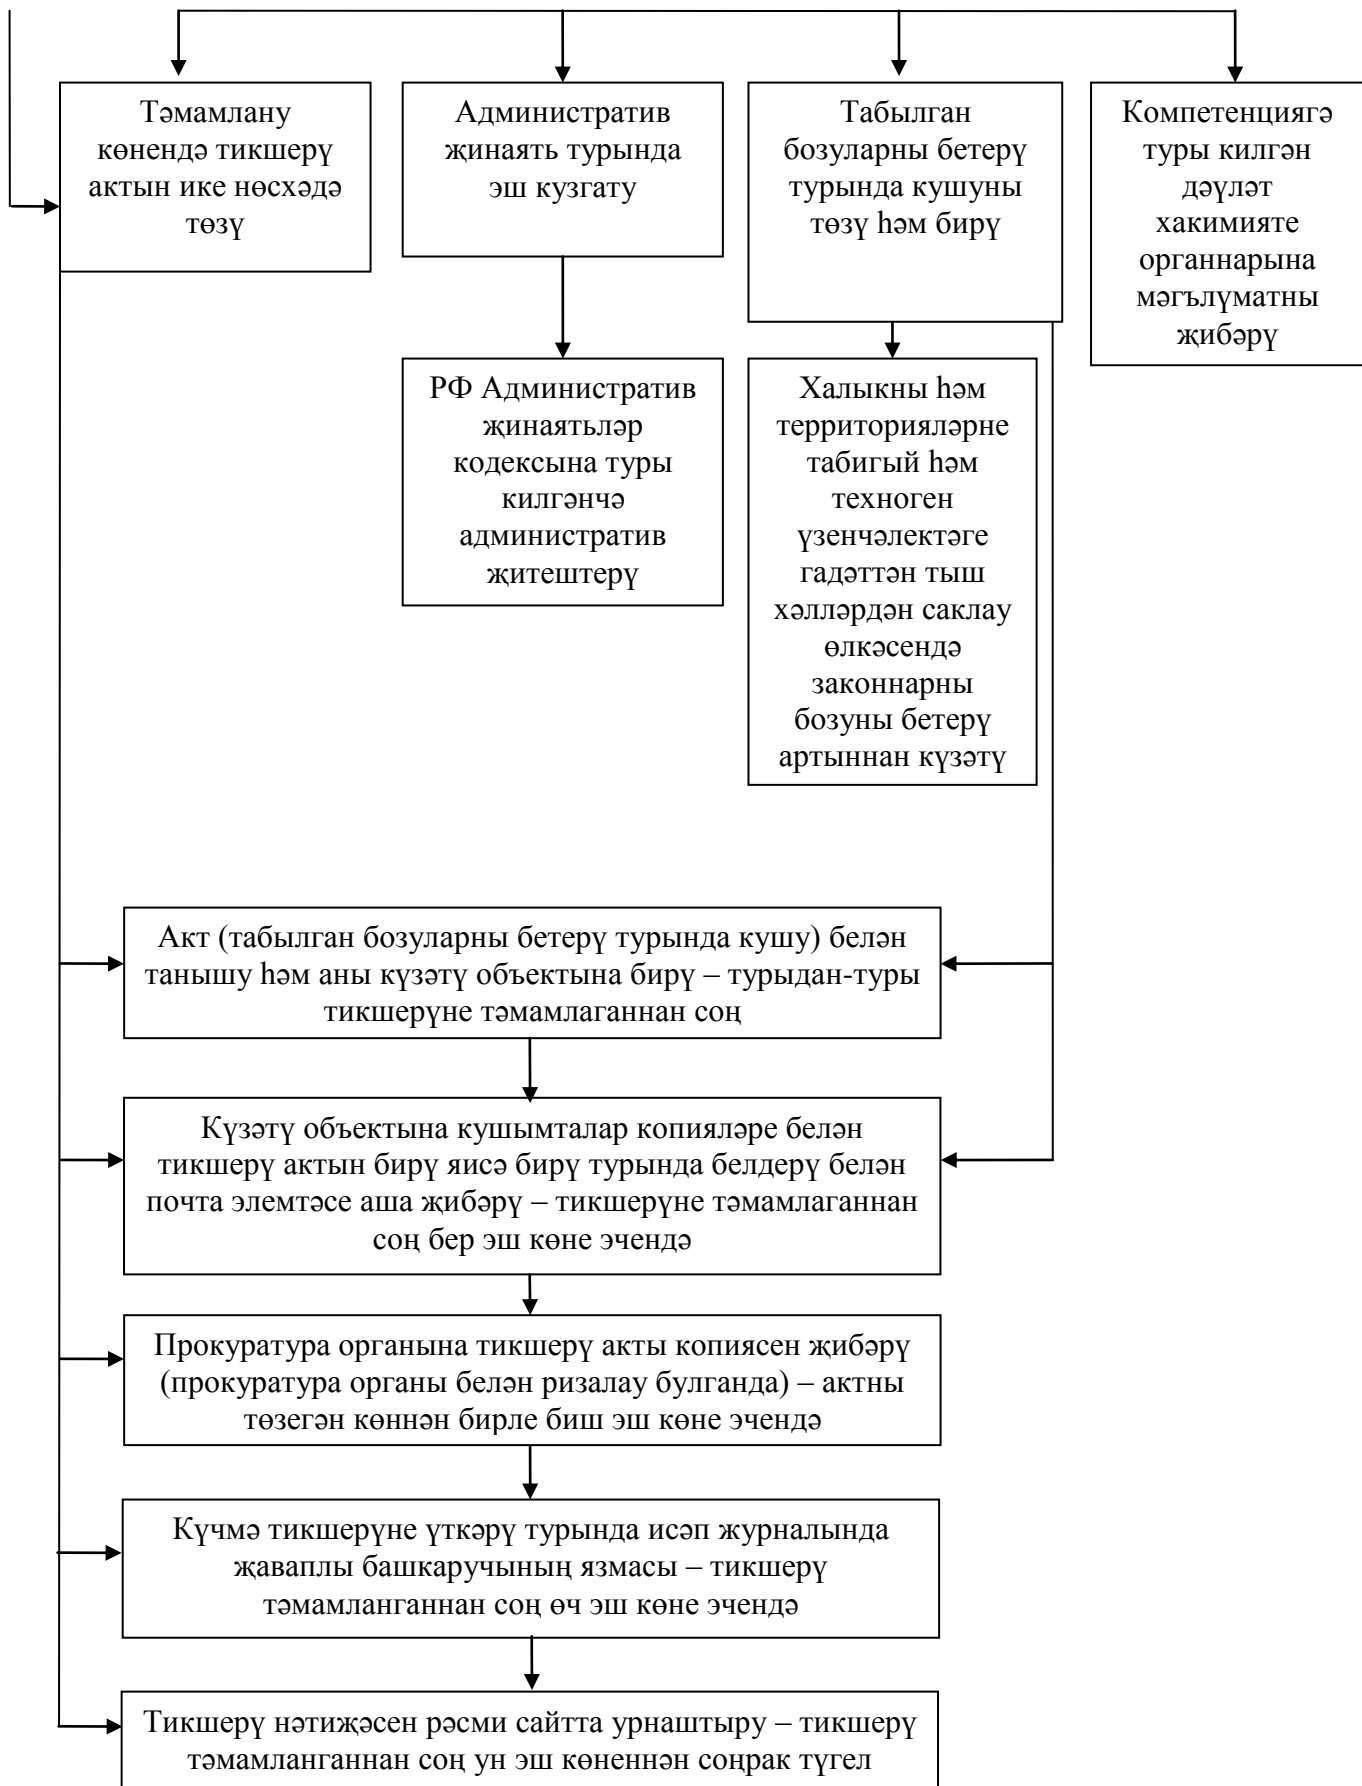 Тәмамлану
көнендә тикшерү
актын ике нөсхәдә
төзү
Административ
җинаять турында
эш кузгату
Табылган
бозуларны бетерү
турында кушуны
төзү һәм бирү
Компетенциягә
туры килгән
дәүләт
хакимияте
органнарына
мәгълүматны
җибәрү
РФ Административ
җинаятьләр
кодексына туры
килгәнчә
административ
җитештерү
Халыкны һәм
территорияләрне
табигый һәм
техноген
үзенчәлектәге
гадәттән тыш
хәлләрдән саклау
өлкәсендә
законнарны
бозуны бетерү
артыннан күзәтү
Акт (табылган бозуларны бетерү турында кушу) белән
танышу һәм аны күзәтү объектына бирү – турыдан-туры
тикшерүне тәмамлаганнан соң
Күзәтү объектына кушымталар копияләре белән
тикшерү актын бирү яисә бирү турында белдерү белән
почта элемтәсе аша җибәрү – тикшерүне тәмамлаганнан
соң бер эш көне эчендә
Прокуратура органына тикшерү акты копиясен җибәрү
(прокуратура органы белән ризалау булганда) – актны
төзегән көннән бирле биш эш көне эчендә
Күчмә тикшерүне үткәрү турында исәп журналында
җаваплы башкаручының язмасы – тикшерү
тәмамланганнан соң өч эш көне эчендә
Тикшерү нәтиҗәсен рәсми сайтта урнаштыру – тикшерү
тәмамланганнан соң ун эш көненнән соңрак түгел